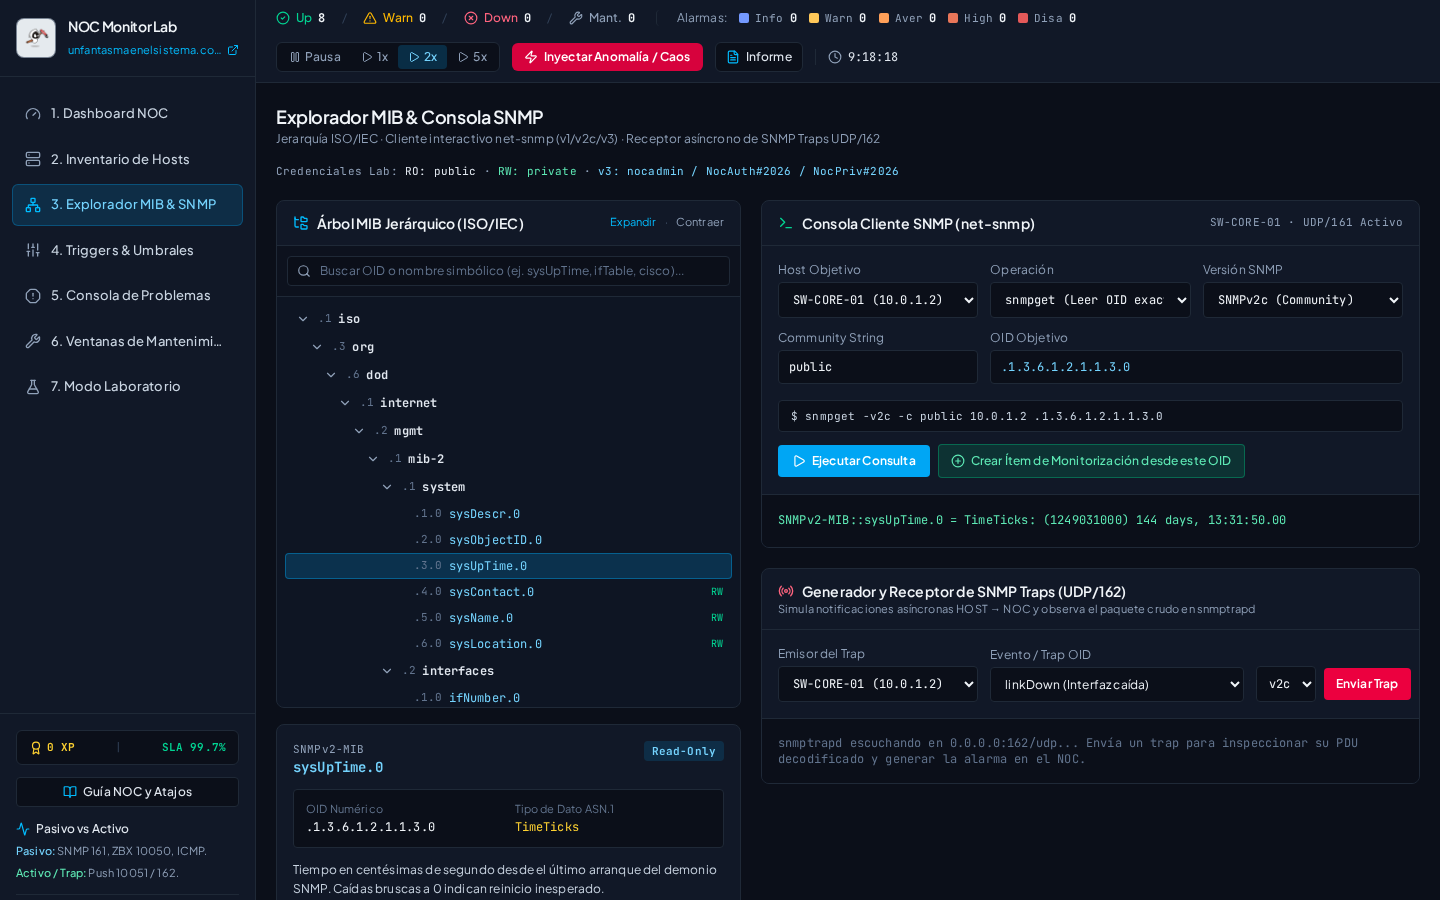 NOC MonitorLab
unfantasmaenelsistema.co...
1. Dashboard NOC
2. Inventario de Hosts
3. Explorador MIB & SNMP
4. Triggers & Umbrales
5. Consola de Problemas
6. Ventanas de Mantenimi...
7. Modo Laboratorio
0 XP | SLA 99.7%
Guía NOC y Atajos
Pasivo vs Activo
Pasivo: SNMP 161, ZBX 10050, ICMP.
Activo / Trap: Push 10051 / 162.
Up 8 / Warn 0 / Down 0 / Mant. 0 Alarmas: Info 0 Warn 0 Aver 0 High 0 Disa 0
Pausa 1x 2x 5x Inyectar Anomalía / Caos Informe 9:18:18
Explorador MIB & Consola SNMP
Jerarquía ISO/IEC · Cliente interactivo net-snmp (v1/v2c/v3) · Receptor asíncrono de SNMP Traps UDP/162
Credenciales Lab: RO: public · RW: private · v3: nocadmin / NocAuth#2026 / NocPriv#2026
Árbol MIB Jerárquico (ISO/IEC) Expandir · Contraer
Buscar OID o nombre simbólico (ej. sysUpTime, ifTable, cisco)...
.1 iso
.3 org
.6 dod
.1 internet
.2 mgmt
.1 mib-2
.1 system
.1.0 sysDescr.0
.2.0 sysObjectID.0
.3.0 sysUpTime.0
.4.0 sysContact.0 RW
.5.0 sysName.0 RW
.6.0 sysLocation.0 RW
.2 interfaces
.1.0 ifNumber.0
SNMPv2-MIB Read-Only
sysUpTime.0
OID Numérico Tipo de Dato ASN.1
.1.3.6.1.2.1.1.3.0 TimeTicks
Tiempo en centésimas de segundo desde el último arranque del demonio
SNMP. Caídas bruscas a 0 indican reinicio inesperado.
Consola Cliente SNMP (net-snmp) SW-CORE-01 · UDP/161 Activo
Host Objetivo Operación Versión SNMP
SW-CORE-01 (10.0.1.2) snmpget (Leer OID exac SNMPv2c (Community)
Community String OID Objetivo
public .1.3.6.1.2.1.1.3.0
$ snmpget -v2c -c public 10.0.1.2 .1.3.6.1.2.1.1.3.0
Ejecutar Consulta Crear Ítem de Monitorización desde este OID
SNMPv2-MIB::sysUpTime.0 = TimeTicks: (1249031000) 144 days, 13:31:50.00
Generador y Receptor de SNMP Traps (UDP/162)
Simula notificaciones asíncronas HOST → NOC y observa el paquete crudo en snmptrapd
Emisor del Trap Evento / Trap OID
SW-CORE-01 (10.0.1.2) linkDown (Interfaz caída) v2c Enviar Trap
snmptrapd escuchando en 0.0.0.0:162/udp... Envía un trap para inspeccionar su PDU
decodificado y generar la alarma en el NOC.